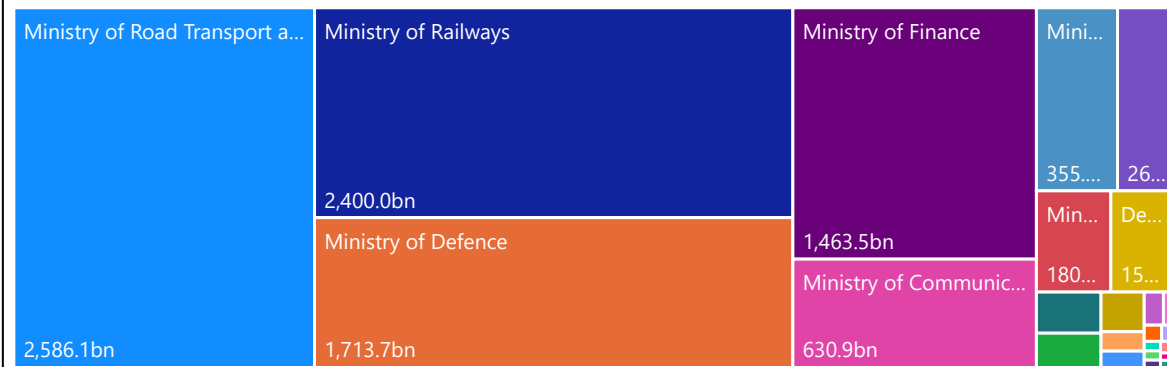 Ministry of Road Transport a...
2,586.1bn
Ministry of Railways
2,400.0bn
Ministry of Defence
1,713.7bn
Ministry of Finance
1,463.5bn
Ministry of Communic...
630.9bn
Mini...
355....
26...
Min...
180...
De...
15...